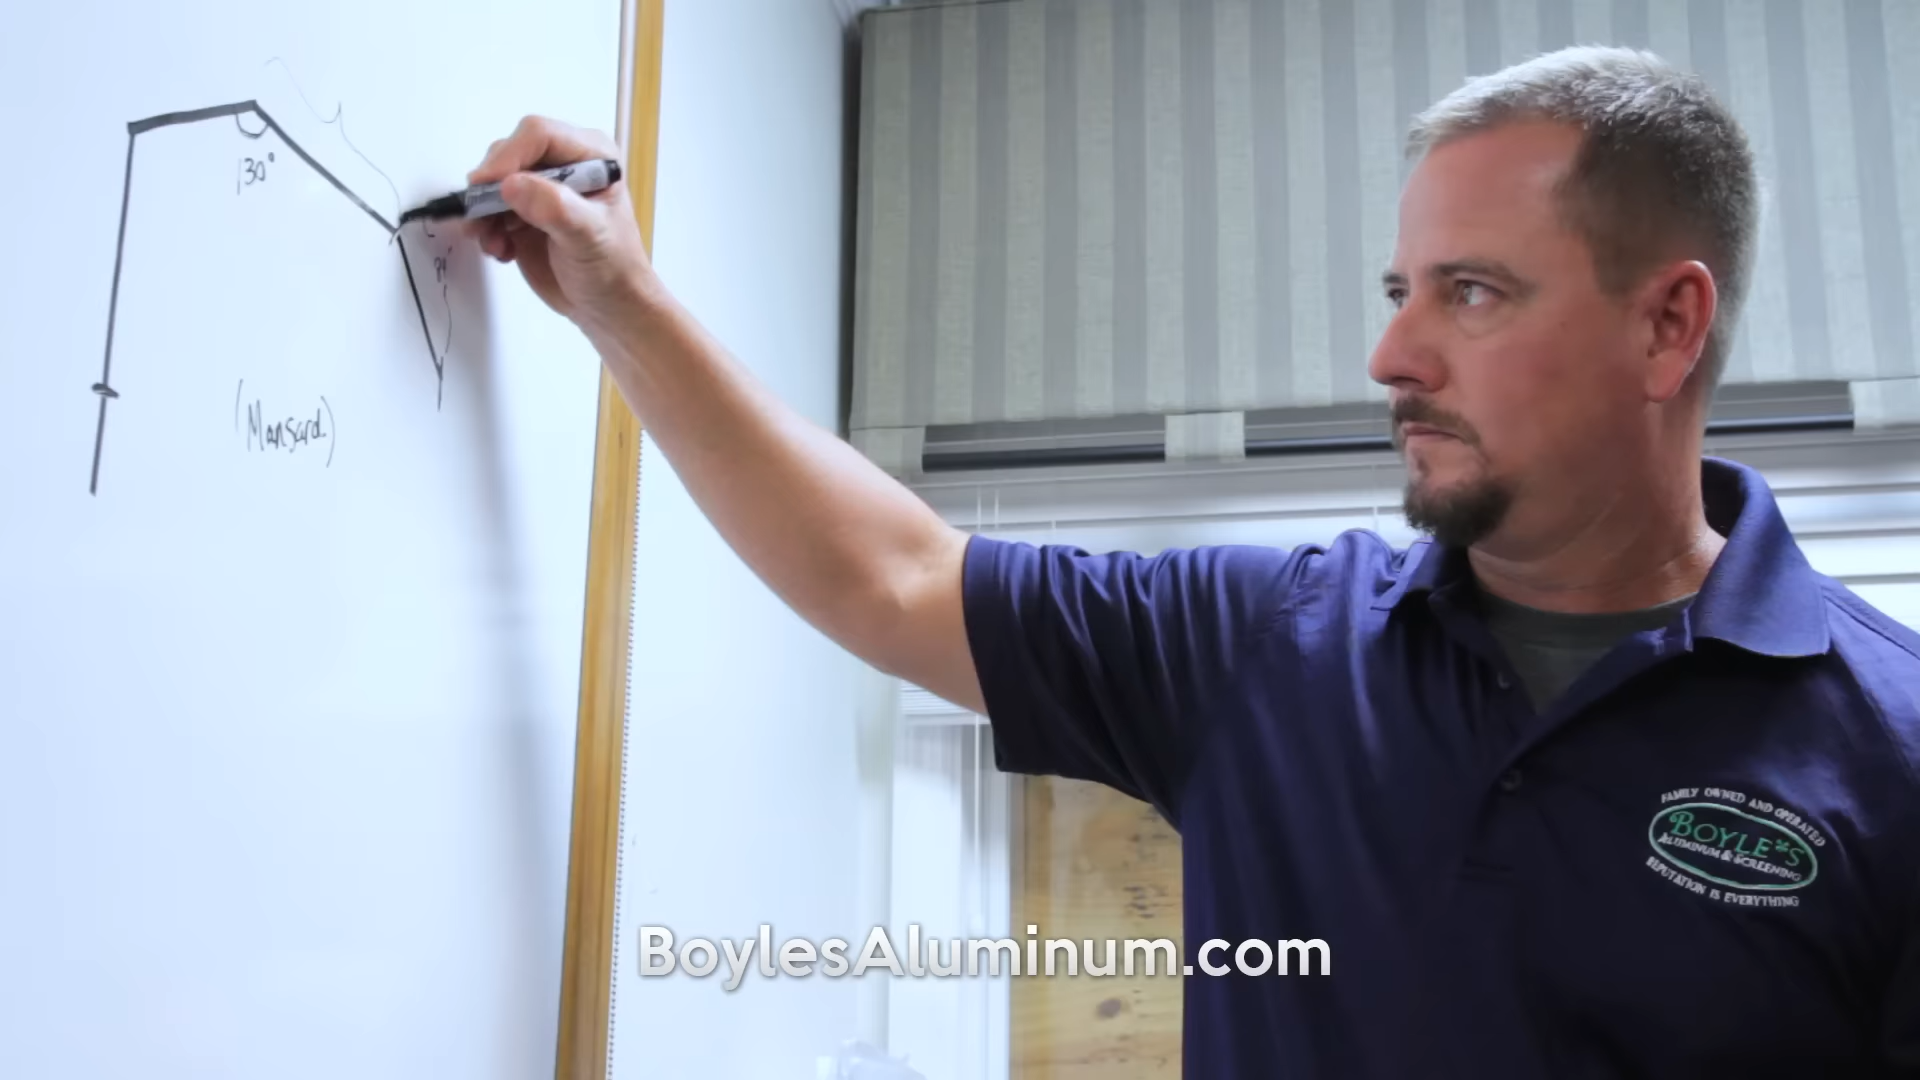 130°
(Mansard.)
FAMILY OWNED AND OPERATED
BOYLE'S
ALUMINUM & SCREENING
REPUTATION IS EVERYTHING
BoylesAluminum.com